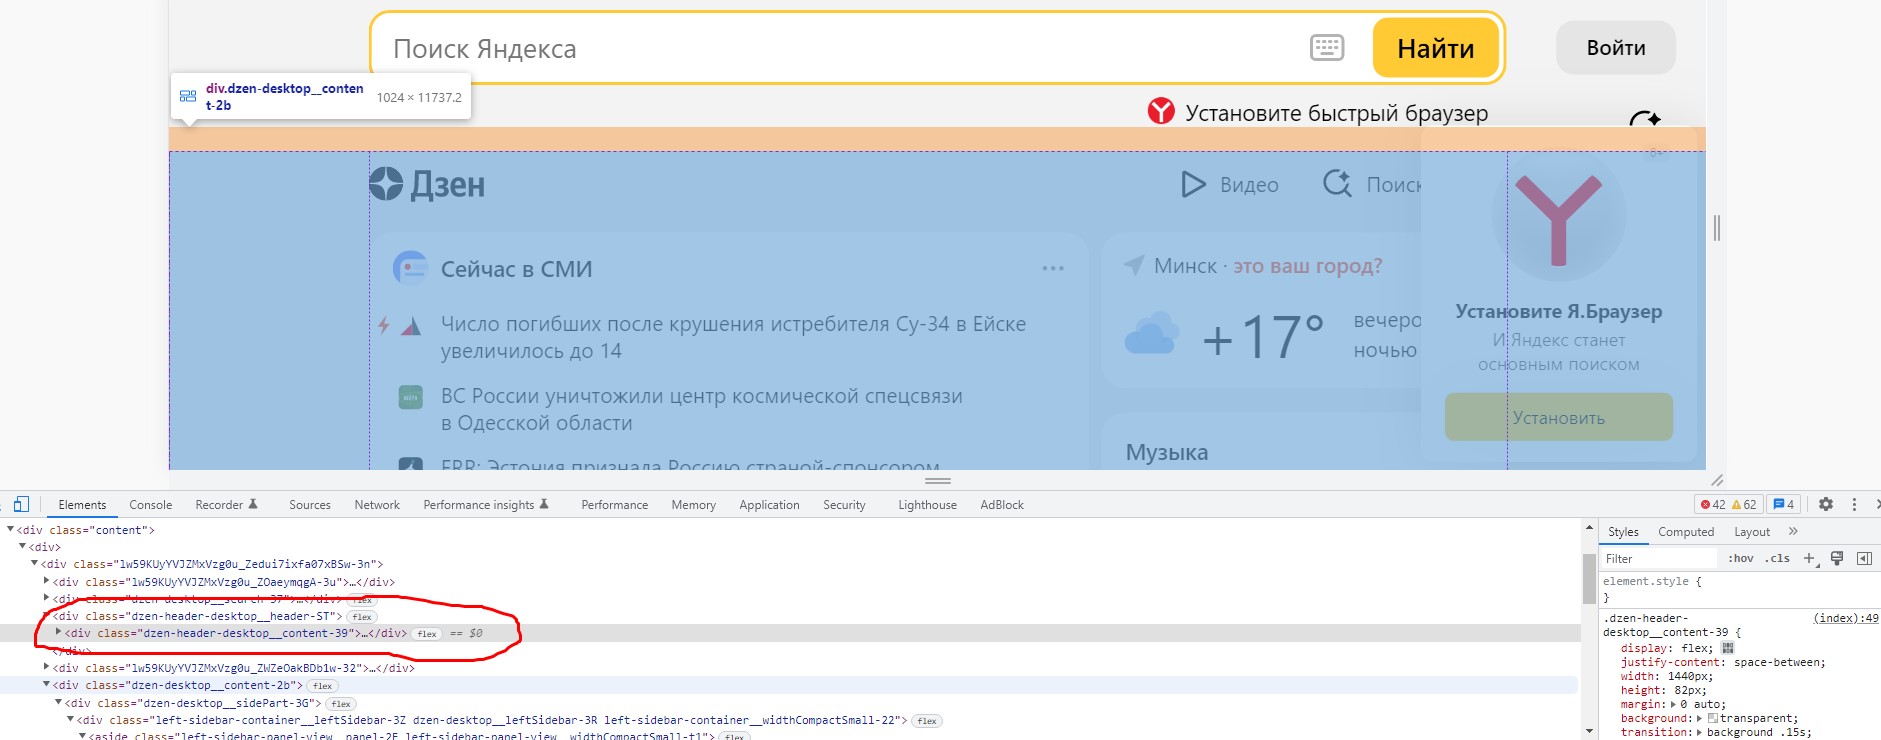 Поиск Яндекса
Найти
Войти
div.dzen-desktop__conten
t-2b
1024 × 11737.2
Установите быстрый браузер
Дзен
Видео
Поиск
0+
Сейчас в СМИ
Минск · это ваш город?
Число погибших после крушения истребителя Су-34 в Ейске
увеличилось до 14
+17°
вечеро
ночью
Установите Я.Браузер
И Яндекс станет
основным поиском
Установить
ВС России уничтожили центр космической спецсвязи
в Одесской области
ERR: Эстония признала Россию страной-спонсором
Музыка
Elements Console Recorder Sources Network Performance insights Performance Memory Application Security Lighthouse AdBlock
42 62 4
<div class="content">
<div>
<div class="lw59KUyYVJZMxVzg0u_Zedui7ixfa07xBSw-3n">
<div class="lw59KUyYVJZMxVzg0u_ZOaeymqgA-3u">…</div>
<div class="dzen-desktop__search-37">…</div> flex
<div class="dzen-header-desktop__header-ST"> flex
<div class="dzen-header-desktop__content-39">…</div> flex == $0
</div>
<div class="lw59KUyYVJZMxVzg0u_ZWZeOakBDb1w-32">…</div>
<div class="dzen-desktop__content-2b"> flex
<div class="dzen-desktop__sidePart-3G"> flex
<div class="left-sidebar-container__leftSidebar-3Z dzen-desktop__leftSidebar-3R left-sidebar-container__widthCompactSmall-22"> flex
<aside class="left-sidebar-panel-view__panel-2E left-sidebar-panel-view__widthCompactSmall-t1"> flex
Styles Computed Layout »
Filter :hov .cls +
element.style {
}
.dzen-header- (index):49
desktop__content-39 {
display: flex;
justify-content: space-between;
width: 1440px;
height: 82px;
margin: 0 auto;
background: transparent;
transition: background .15s;